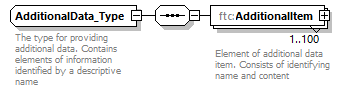 AdditionalData_Type
ftc:AdditionalItem
1..100
The type for providing
additional data. Contains
elements of information
identified by a descriptive
name
Element of additional data
item. Consists of identifying
name and content